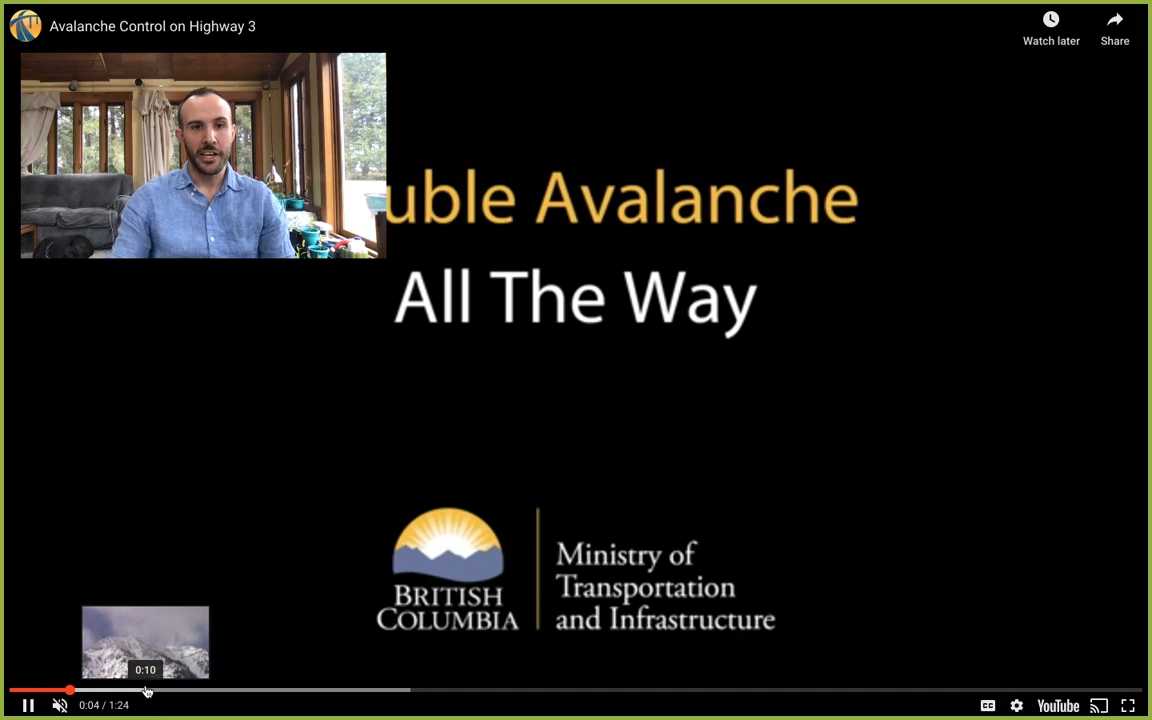 Avalanche Control on Highway 3
Watch later
Share
uble Avalanche
All The Way
BRITISH
COLUMBIA
Ministry of
Transportation
and Infrastructure
0:10
0:04 / 1:24
CC
YouTube